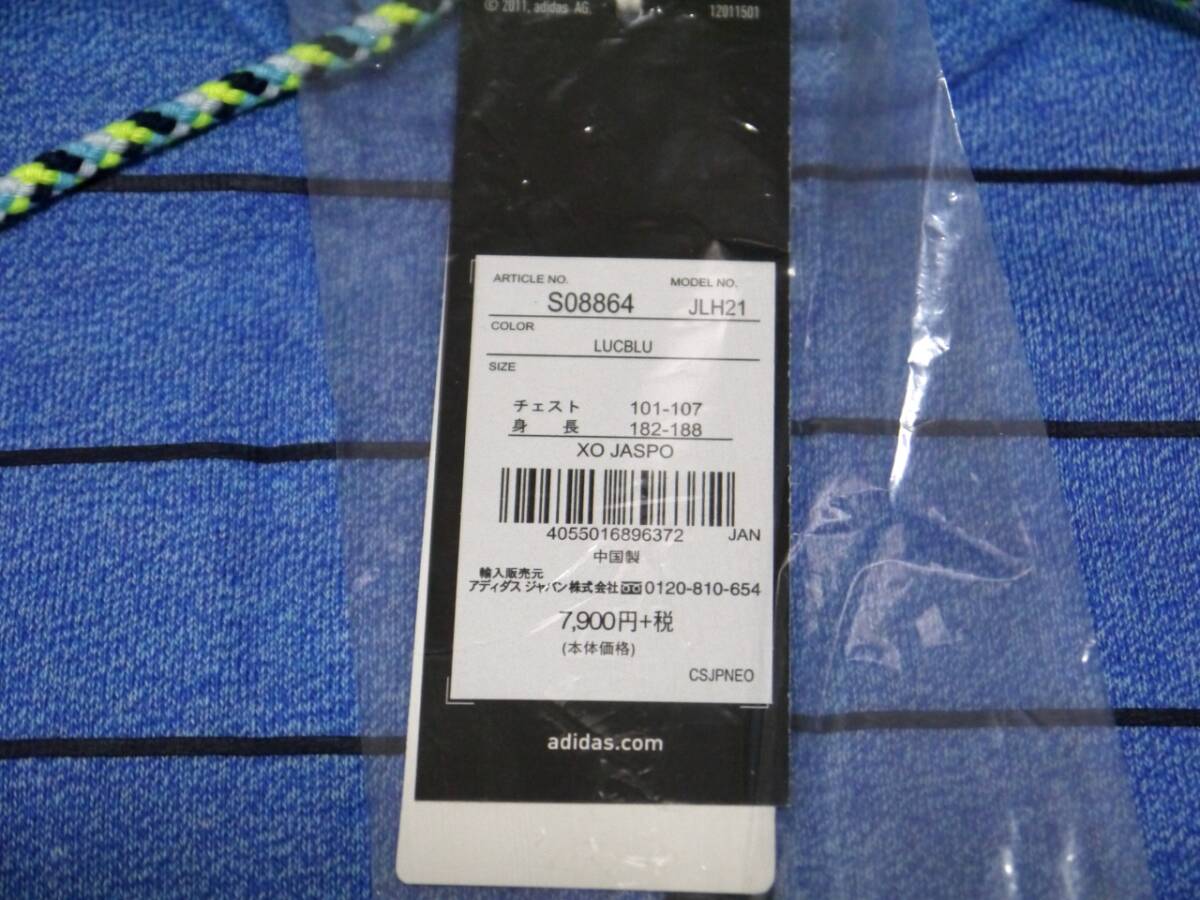 © 2011, adidas AG. 12011501
ARTICLE NO. MODEL NO.
S08864 JLH21
COLOR
LUCBLU
SIZE
チェスト 101-107
身 長 182-188
XO JASPO
4055016896372 JAN
中国製
輸入販売元
アディダス ジャパン株式会社 0120-810-654
7,900円+税
(本体価格)
CSJPNEO
adidas.com